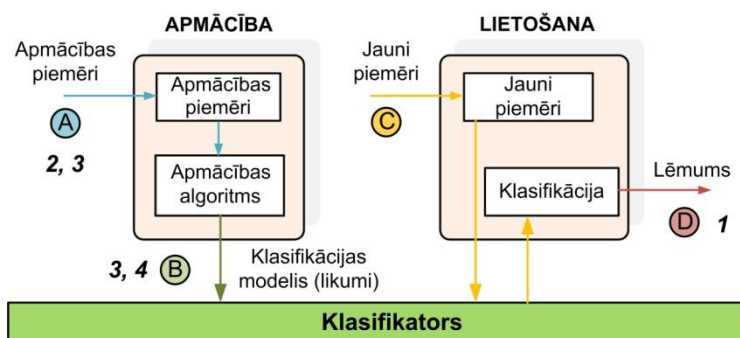 APMĀCĪBA
Apmācības
piemēri
Apmācības
piemēri
A
2, 3
Apmācības
algoritms
3, 4
B
Klasifikācijas
modelis (likumi)
LIETOŠANA
Jauni
piemēri
Jauni
piemēri
C
Klasifikācija
Lēmums
D
1
Klasifikators